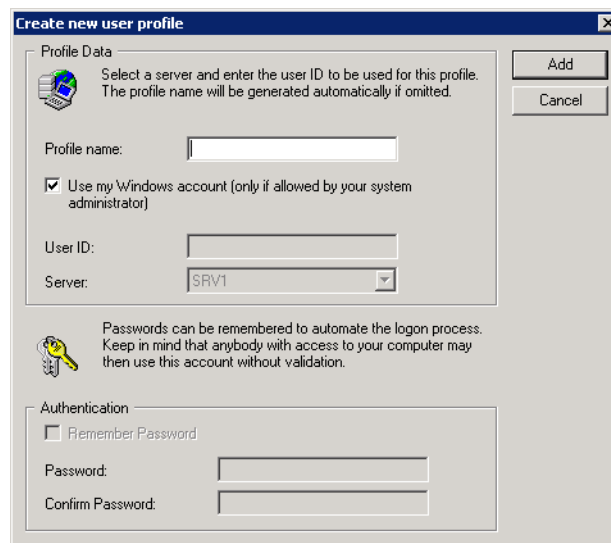 Create new user profile
Profile Data
Select a server and enter the user ID to be used for this profile.
The profile name will be generated automatically if omitted.
Add
Cancel
Profile name:
Use my Windows account (only if allowed by your system
administrator)
User ID:
Server:
SRV1
Passwords can be remembered to automate the logon process.
Keep in mind that anybody with access to your computer may
then use this account without validation.
Authentication
Remember Password
Password:
Confirm Password: